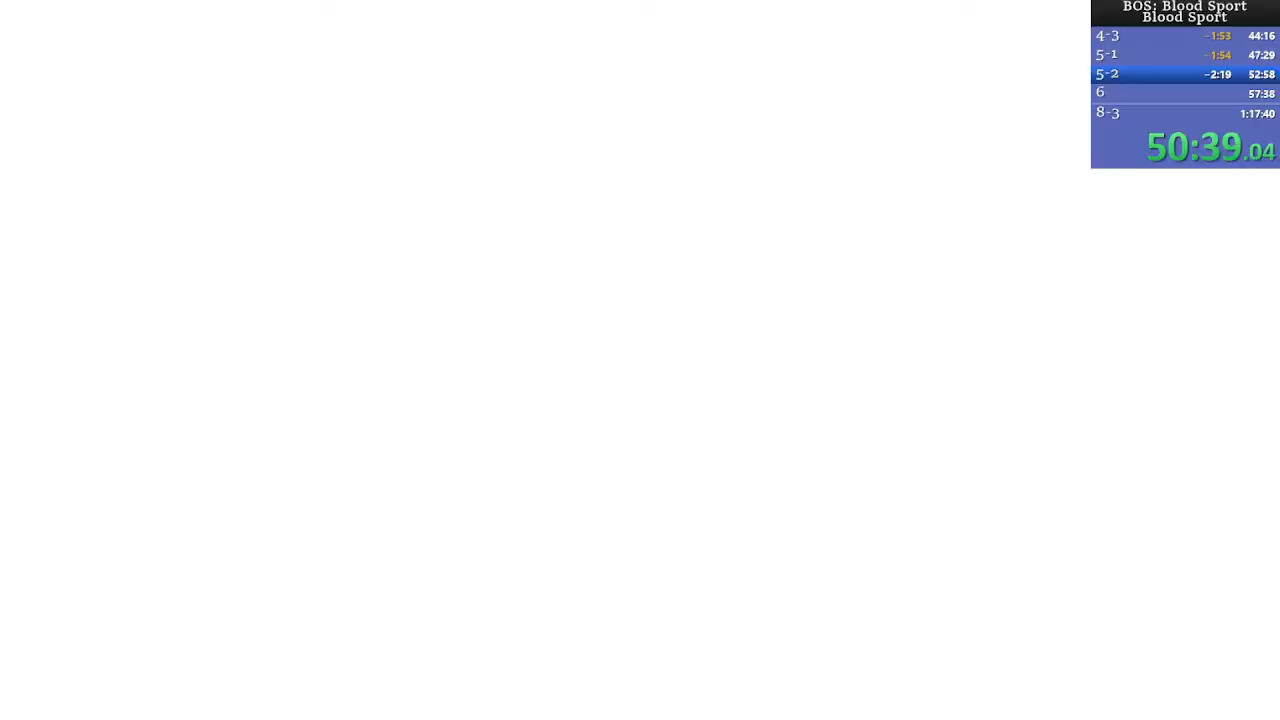 BOS: Blood Sport
Blood Sport
4-3 -1:53 44:16
5-1 -1:54 47:29
5-2 -2:19 52:58
6 57:38
8-3 1:17:40
50:39.04